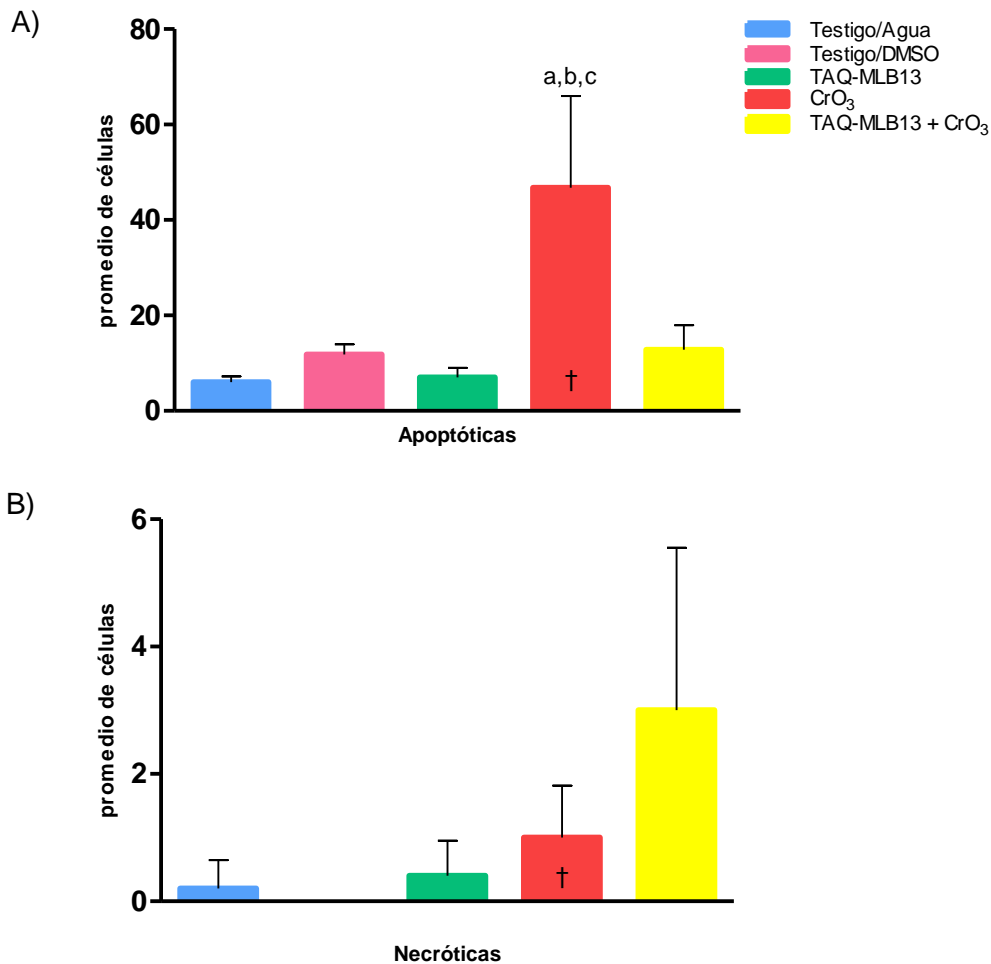 A)
80
60
40
20
0
promedio de células
a,b,c
†
Apoptóticas
Testigo/Agua
Testigo/DMSO
TAQ-MLB13
CrO₃
TAQ-MLB13 + CrO₃
B)
6
4
2
0
promedio de células
†
Necróticas